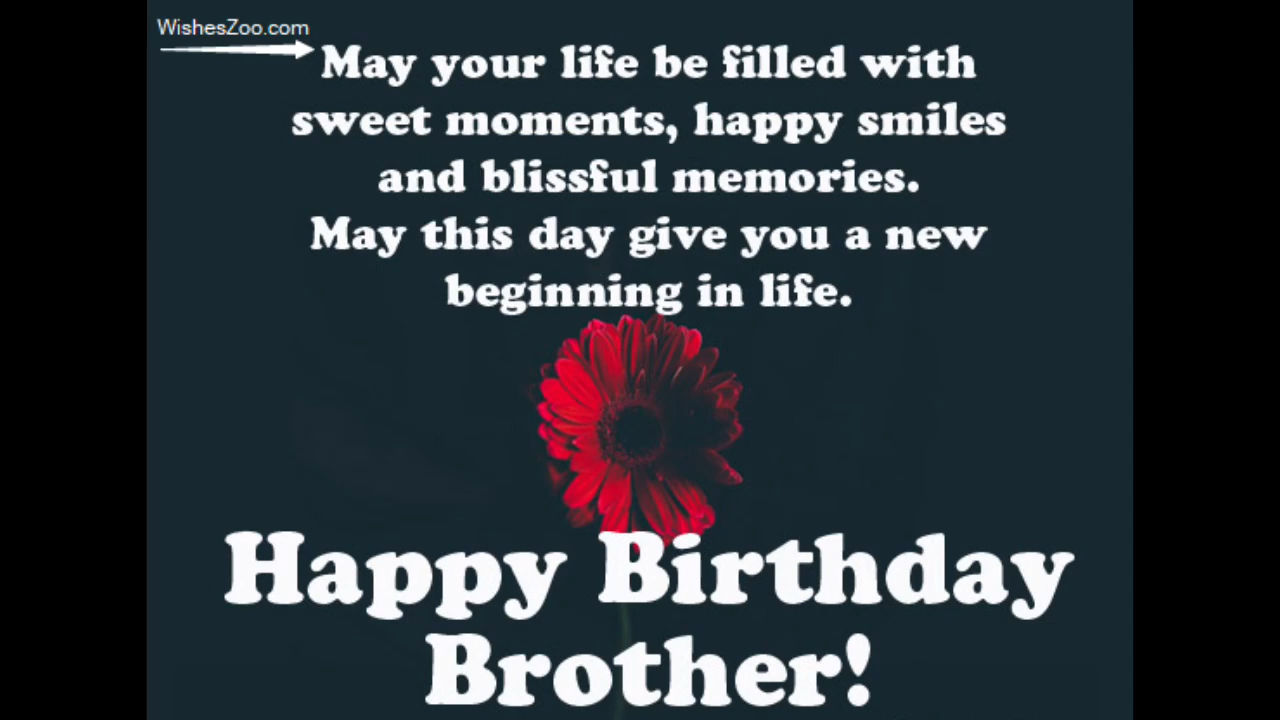 WishesZoo.com
May your life be filled with
sweet moments, happy smiles
and blissful memories.
May this day give you a new
beginning in life.
Happy Birthday
Brother!